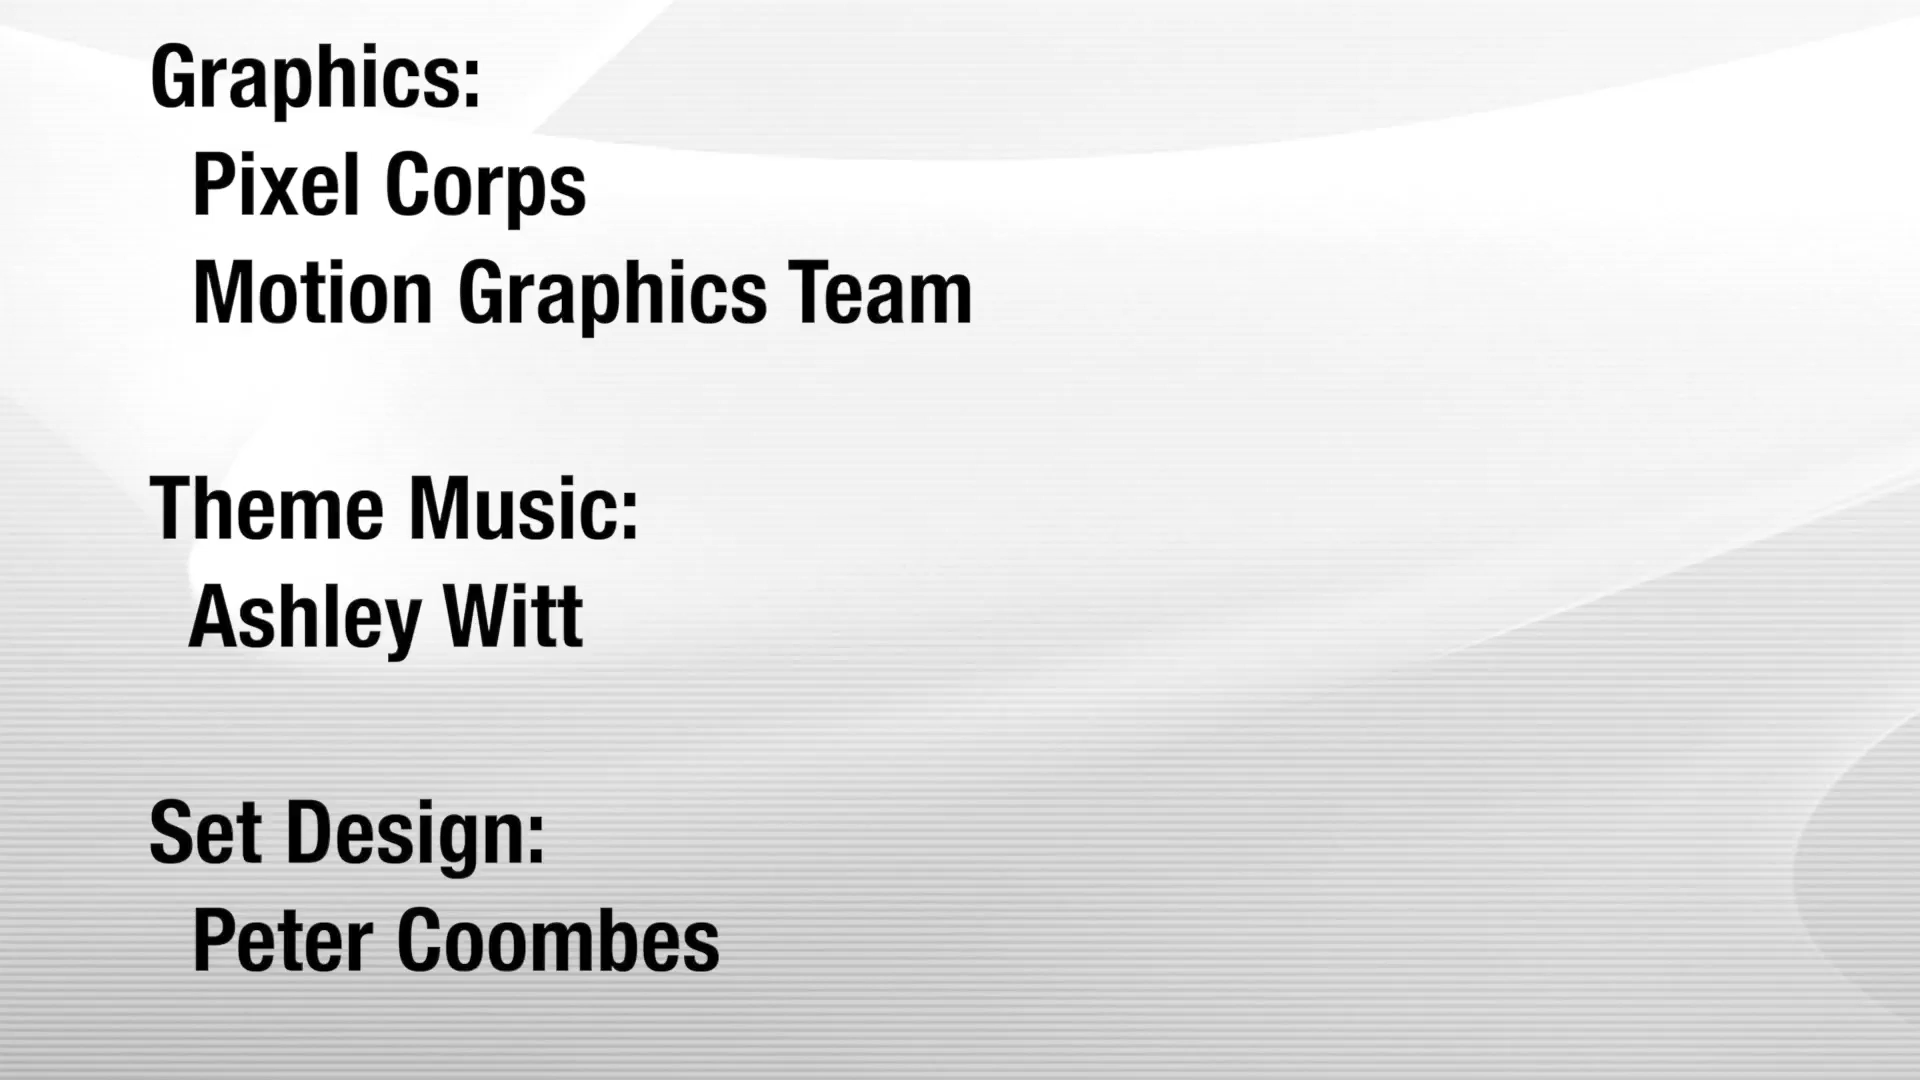 Graphics:
Pixel Corps
Motion Graphics Team
Theme Music:
Ashley Witt
Set Design:
Peter Coombes